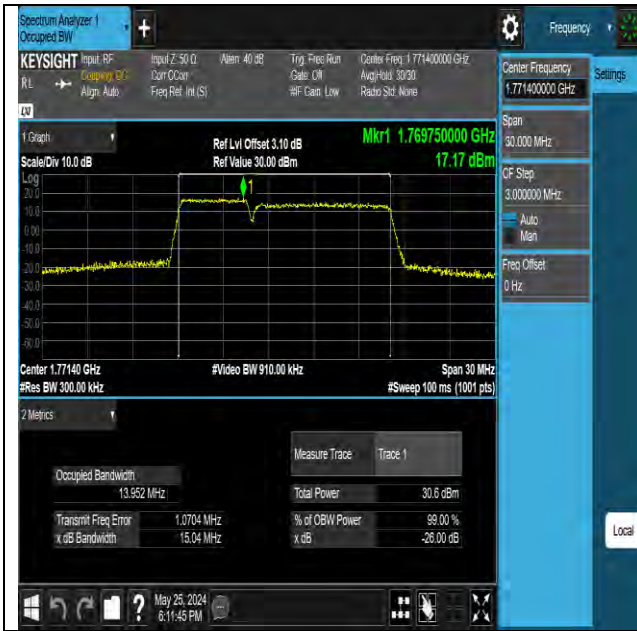 Spectrum Analyzer 1
Occupied BW
Frequency
KEYSIGHT Input: RF Input Z: 50 Ω Atten: 40 dB Trig: Free Run Center Freq: 1.771400000 GHz
RL Coupling: DC Corr CCorr Gate: Off Avg|Hold: 30/30
Align: Auto Freq Ref: Int (S) #IF Gain: Low Radio Std: None
Center Frequency
1.771400000 GHz
Settings
Span
30.000 MHz
CF Step
3.000000 MHz
Auto
Man
Freq Offset
0 Hz
Local
1 Graph
Ref Lvl Offset 3.10 dB
Mkr1 1.769750000 GHz
Scale/Div 10.0 dB
Ref Value 30.00 dBm
17.17 dBm
Log
20.0
10.0
0.00
-10.0
-20.0
-30.0
-40.0
-50.0
-60.0
1
Center 1.77140 GHz #Video BW 910.00 kHz Span 30 MHz
#Res BW 300.00 kHz #Sweep 100 ms (1001 pts)
2 Metrics
Measure Trace Trace 1
Occupied Bandwidth
13.952 MHz
Total Power 30.6 dBm
Transmit Freq Error 1.0704 MHz
% of OBW Power 99.00 %
x dB Bandwidth 15.04 MHz
x dB -26.00 dB
?
May 25, 2024
6:11:45 PM